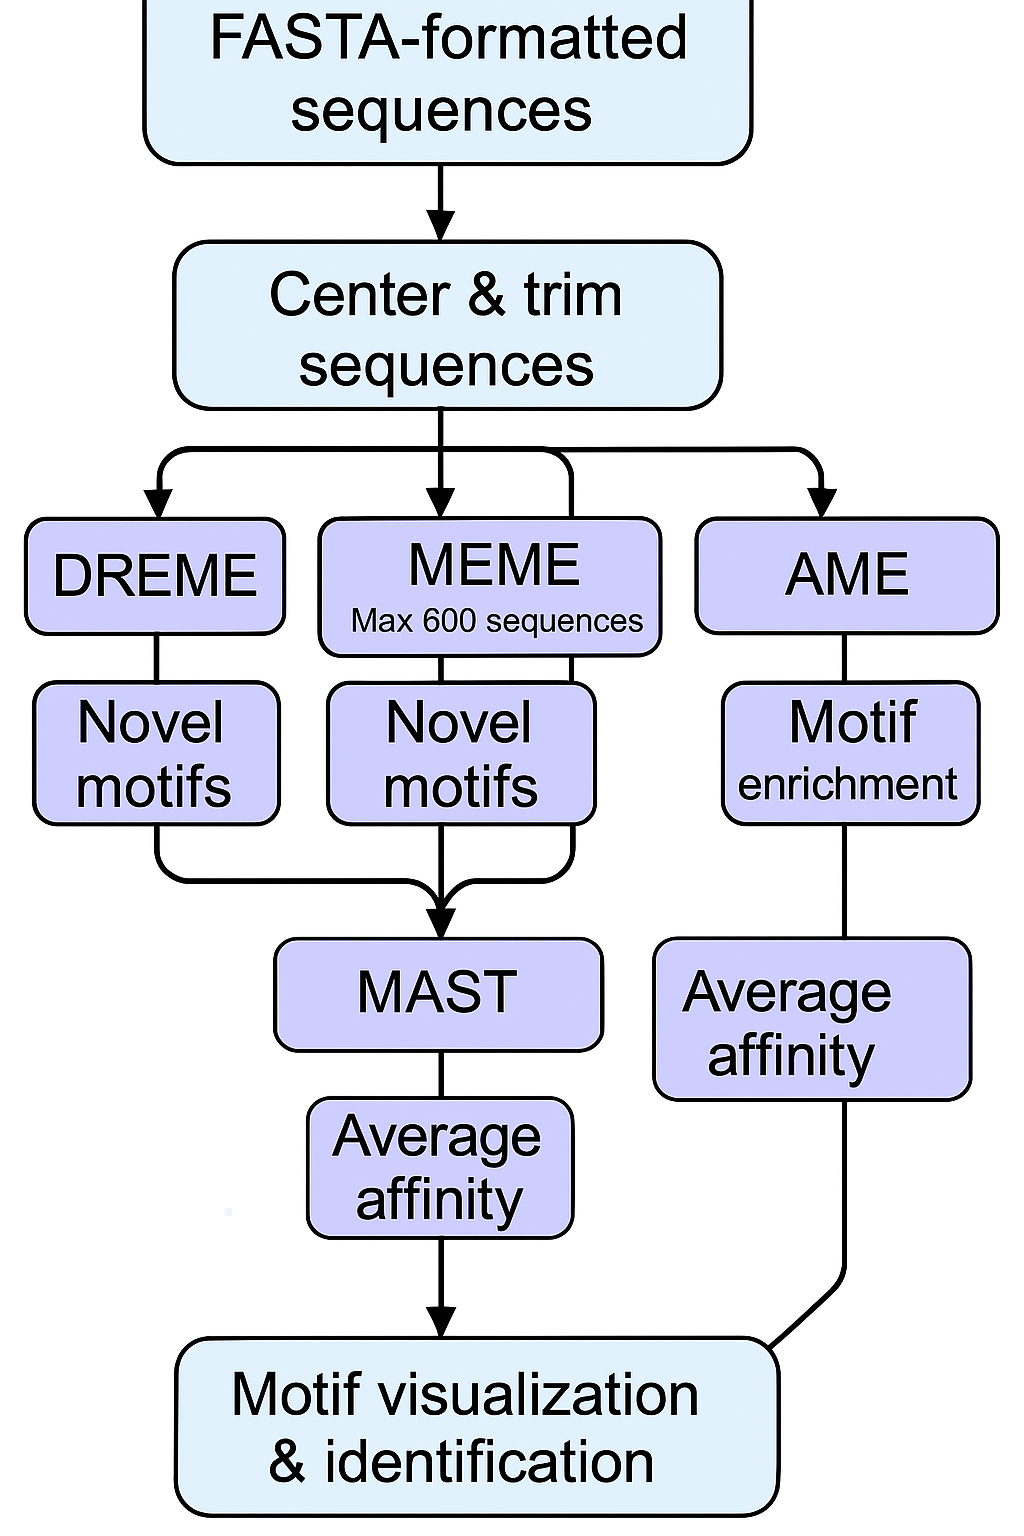 FASTA-formatted
sequences
Center & trim
sequences
DREME
MEME
Max 600 sequences
AME
Novel
motifs
Novel
motifs
Motif
enrichment
MAST
Average
affinity
Average
affinity
Motif visualization
& identification